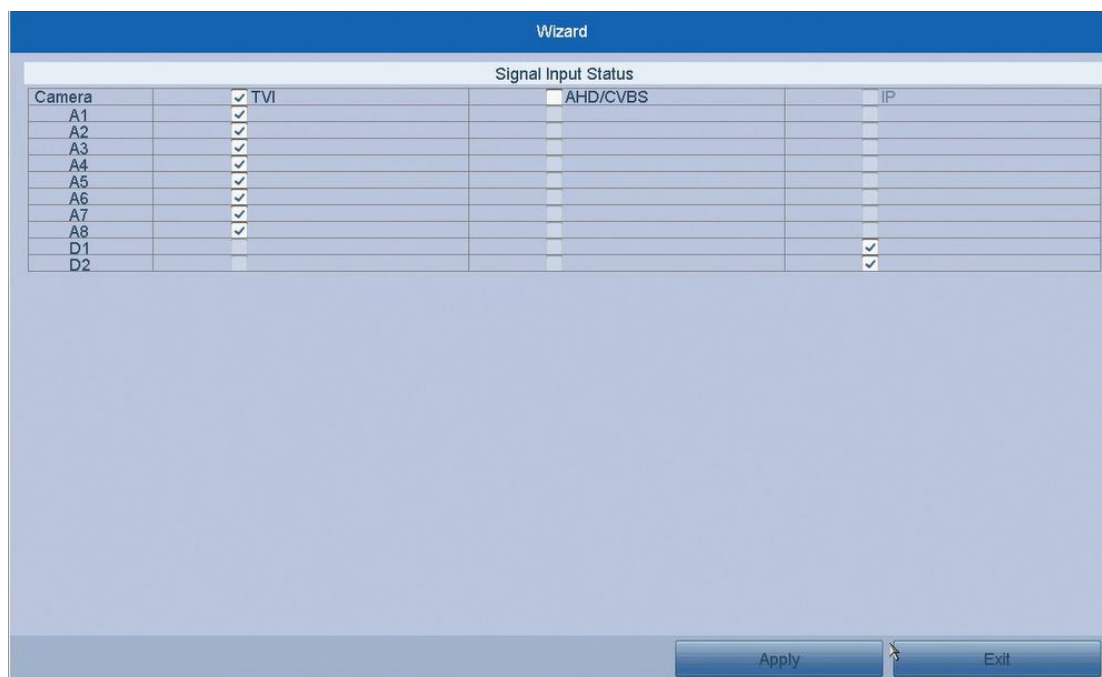 Wizard
Signal Input Status
Camera TVI AHD/CVBS IP
A1
A2
A3
A4
A5
A6
A7
A8
D1
D2
Apply Exit